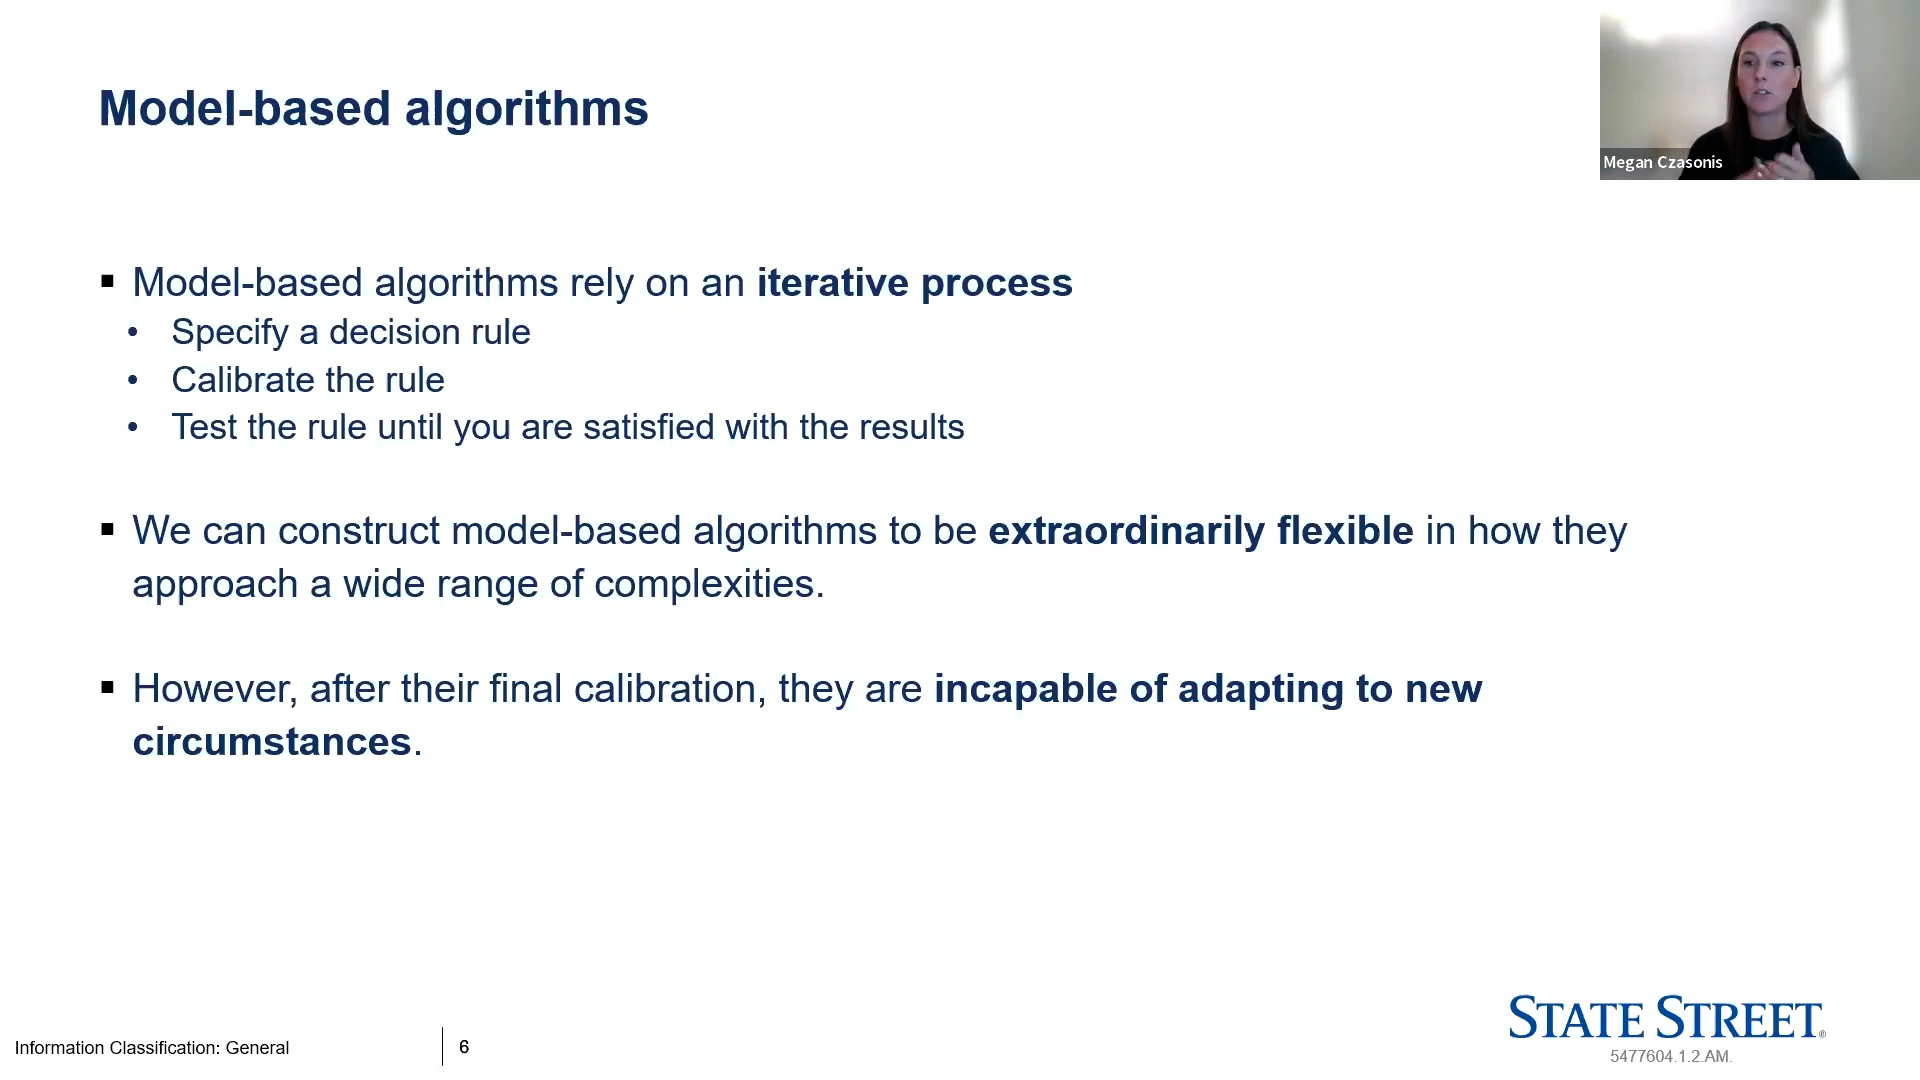 Model-based algorithms
Megan Czasonis
▪ Model-based algorithms rely on an iterative process
• Specify a decision rule
• Calibrate the rule
• Test the rule until you are satisfied with the results
▪ We can construct model-based algorithms to be extraordinarily flexible in how they
approach a wide range of complexities.
▪ However, after their final calibration, they are incapable of adapting to new
circumstances.
Information Classification: General
6
STATE STREET®
5477604.1.2.AM.